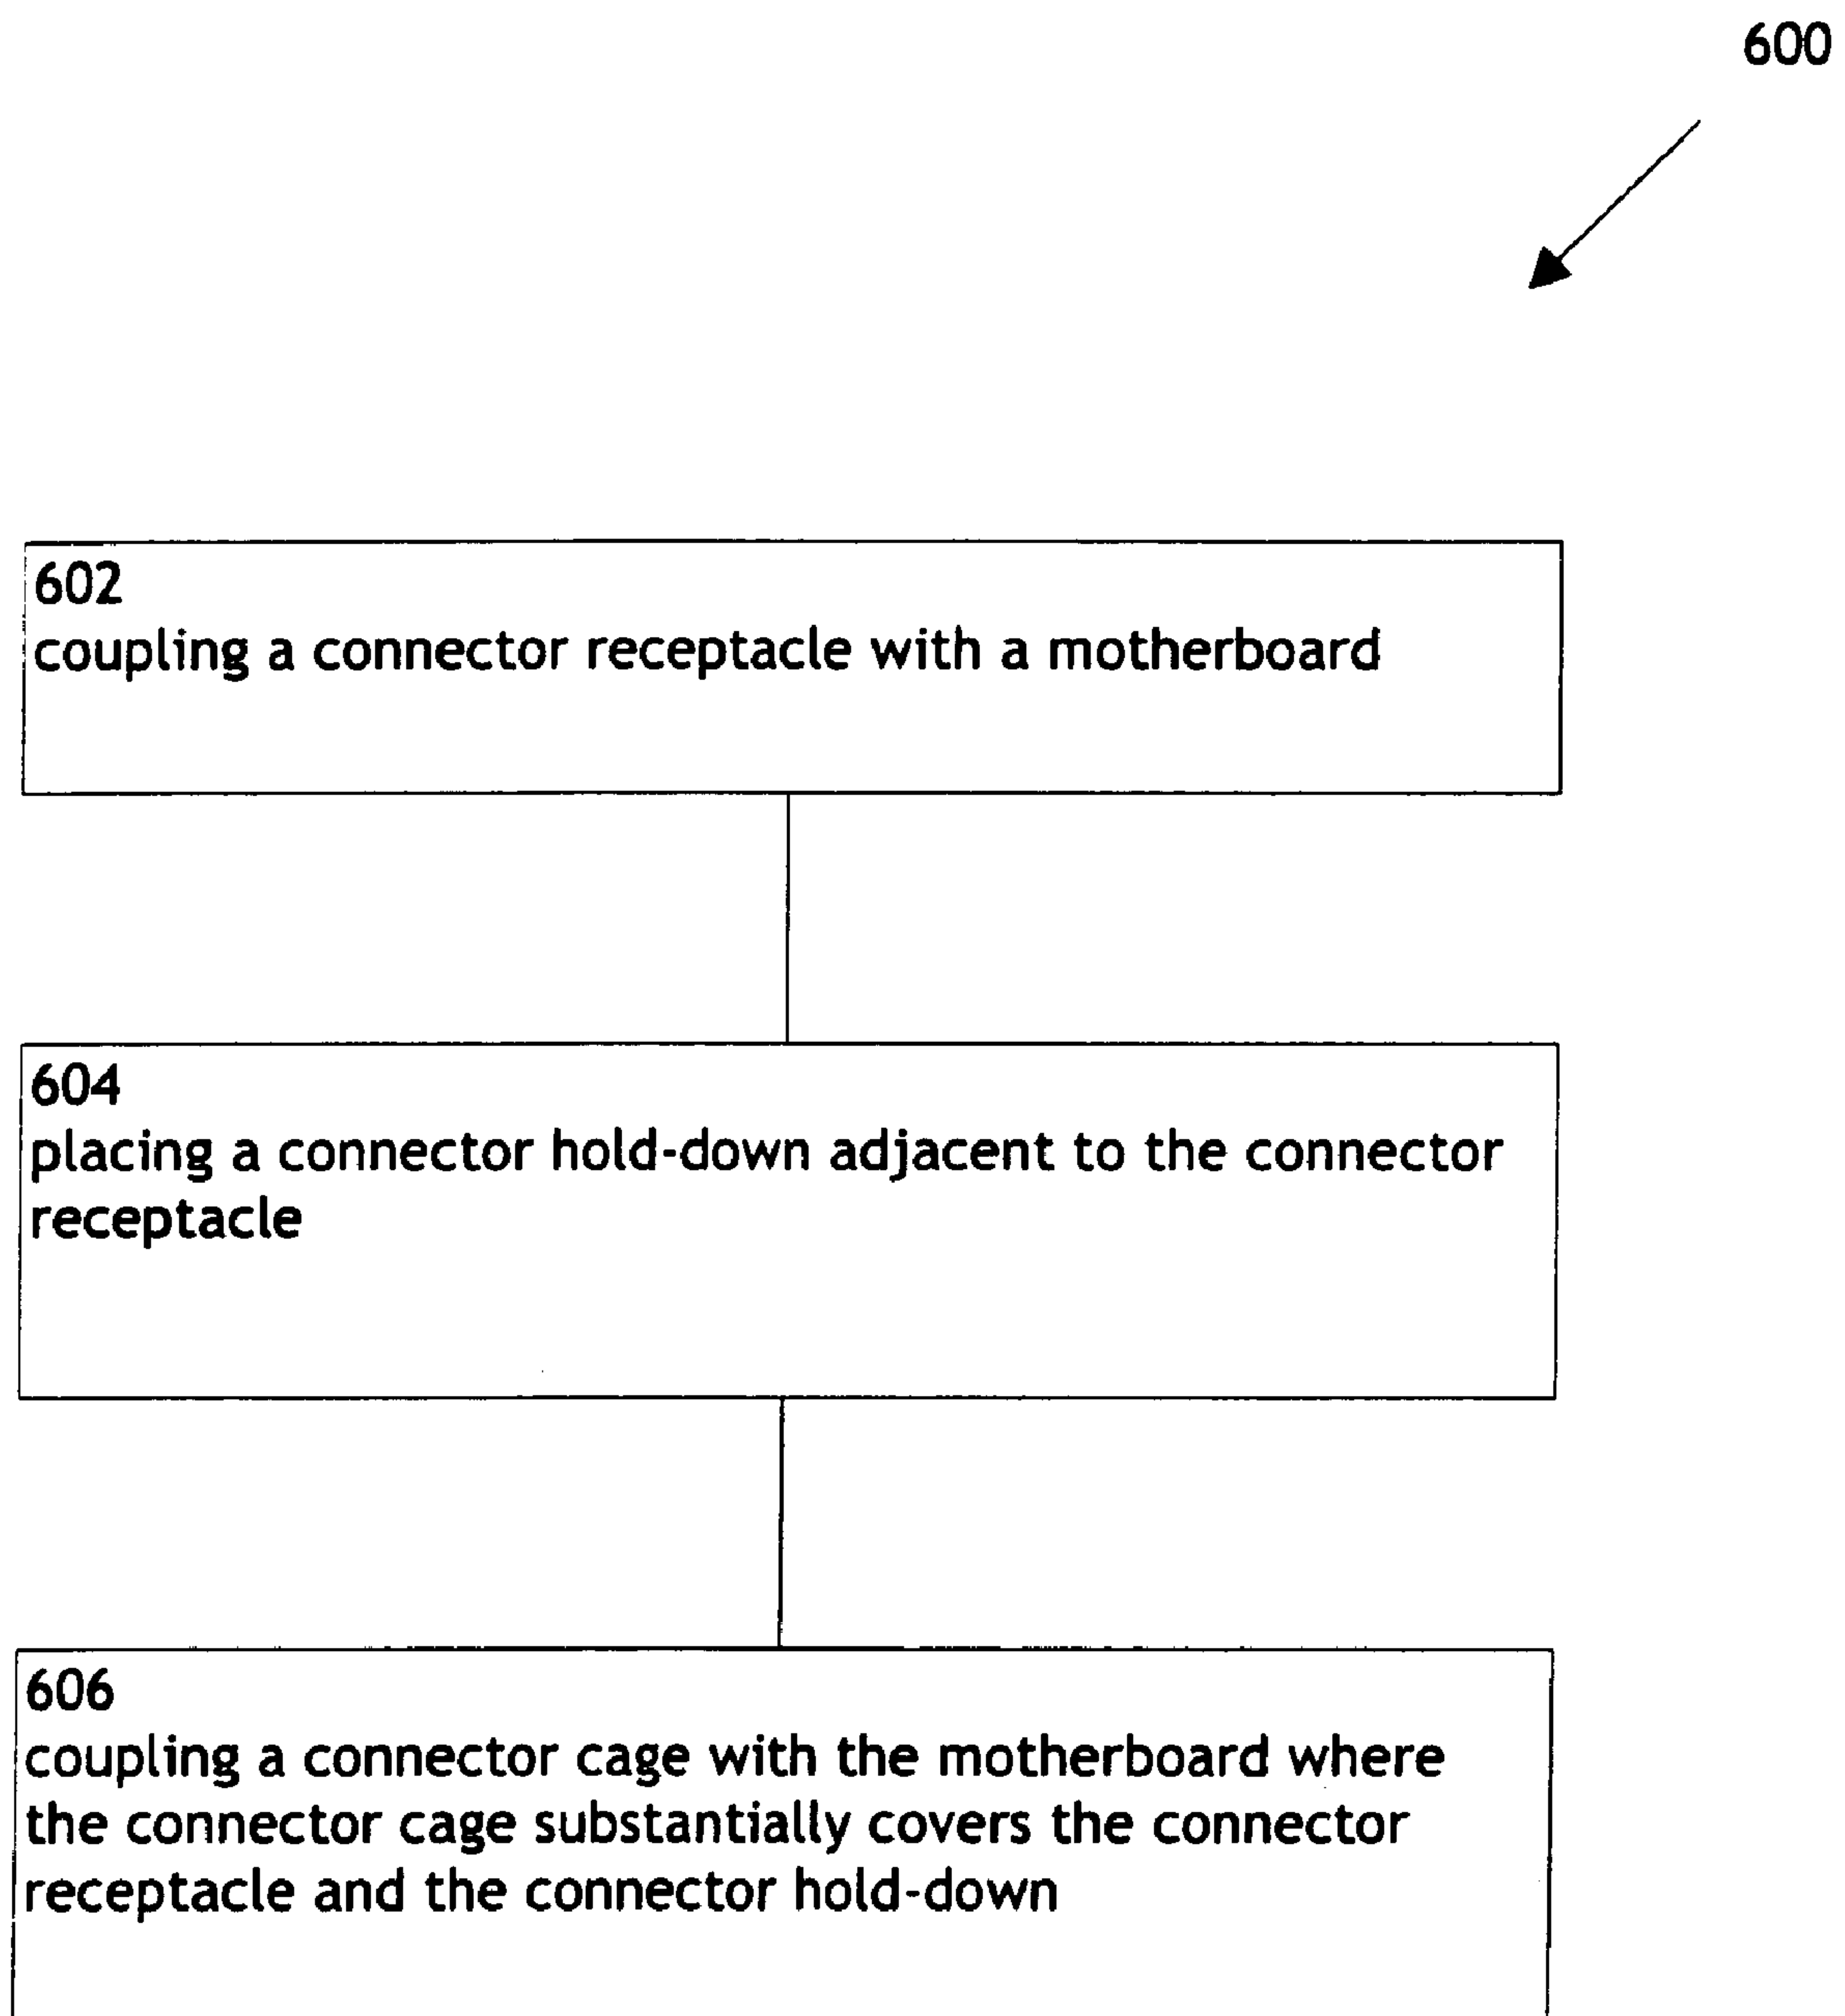 600
602
coupling a connector receptacle with a motherboard
604
placing a connector hold-down adjacent to the connector
receptacle
606
coupling a connector cage with the motherboard where
the connector cage substantially covers the connector
receptacle and the connector hold-down